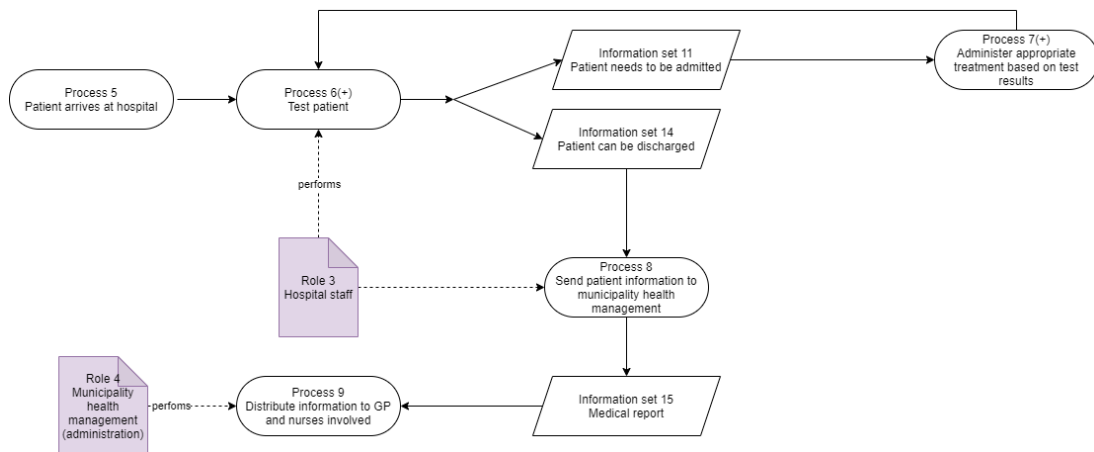 Process 7(+)
Administer appropriate
treatment based on test
results
Information set 11
Patient needs to be admitted
Process 5
Patient arrives at hospital
Process 6(+)
Test patient
Information set 14
Patient can be discharged
performs
Process 8
Send patient information to
municipality health
management
Role 3
Hospital staff
Role 4
Municipality
health
management
(administration)
perfoms
Process 9
Distribute information to GP
and nurses involved
Information set 15
Medical report